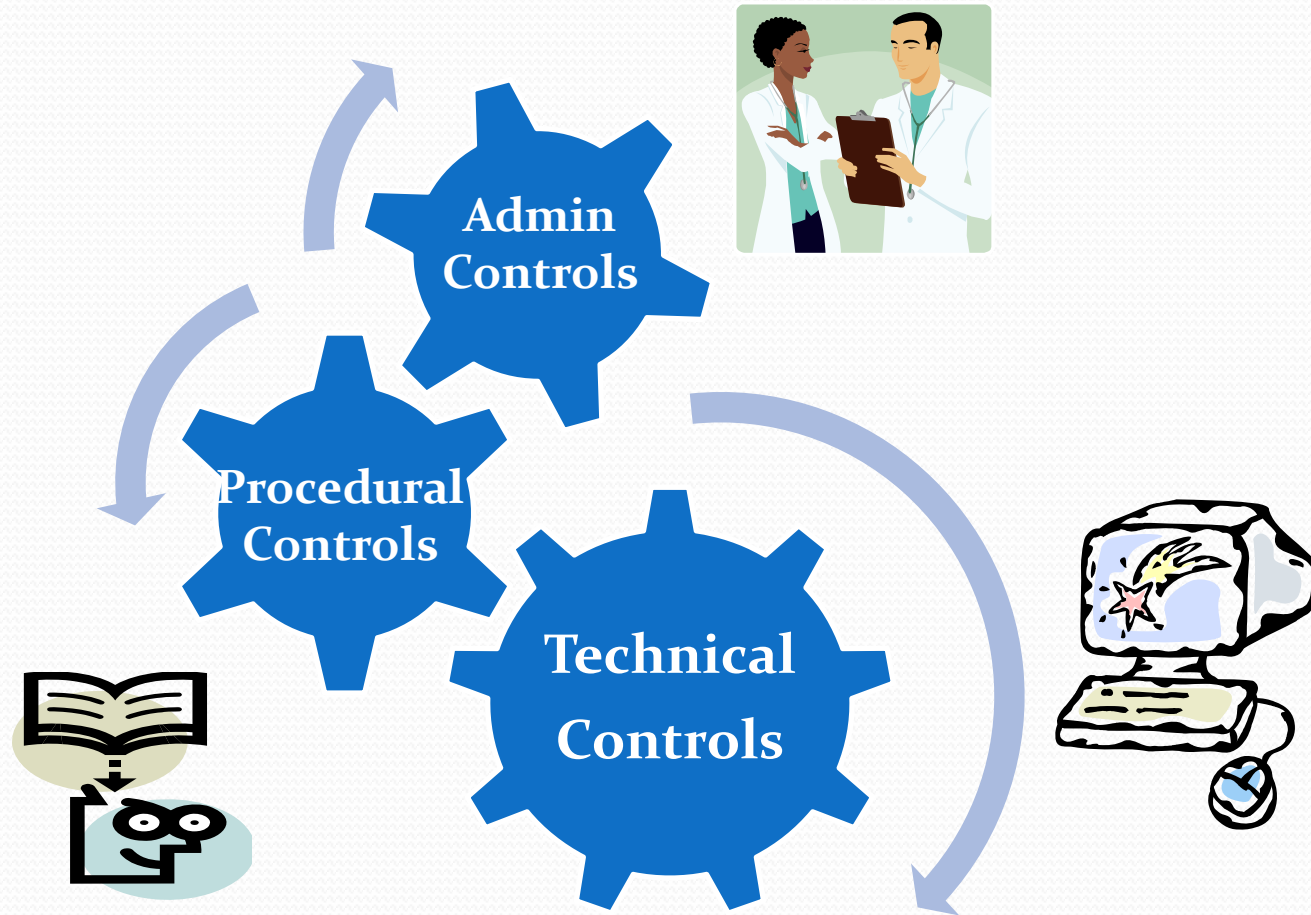 Admin
Controls
Procedural
Controls
Technical
Controls